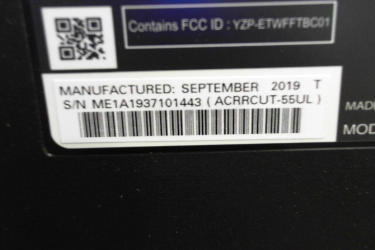 Contains FCC ID : YZP-ETWFFTBC01
MANUFACTURED: SEPTEMBER 2019 T
S/N ME1A1937101443 ( ACRRCUT-55UL )
MADE
MOD